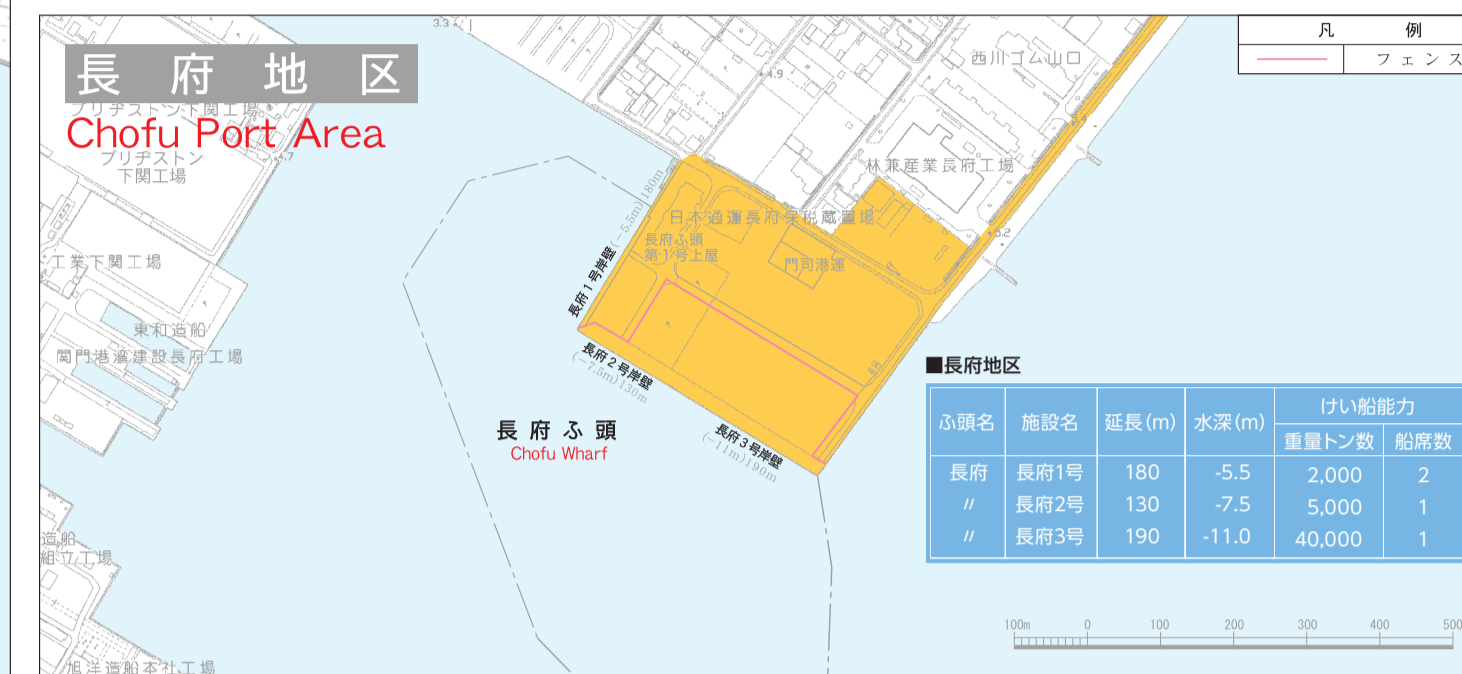 長府地区
Chofu Port Area
凡 例
フェンス
3.3
4.9
西川ゴム山口
ブリヂストン下関工場
4.7
ブリヂストン
下関工場
林兼産業長府工場
日本通運長府保税蔵置場
長府ふ頭
第1号上屋
門司港運
5.2
工業下関工場
東和造船
関門港湾建設長府工場
長府1号岸壁
(-5.5m)180m
長府2号岸壁
(-7.5m)130m
長府3号岸壁
(-11m)190m
長府ふ頭
Chofu Wharf
造船
組立工場
旭洋造船本社工場
■長府地区
ふ頭名 施設名 延長(m) 水深(m) けい船能力
重量トン数 船席数
長府 長府1号 180 -5.5 2,000 2
〃 長府2号 130 -7.5 5,000 1
〃 長府3号 190 -11.0 40,000 1
100m 0 100 200 300 400 500